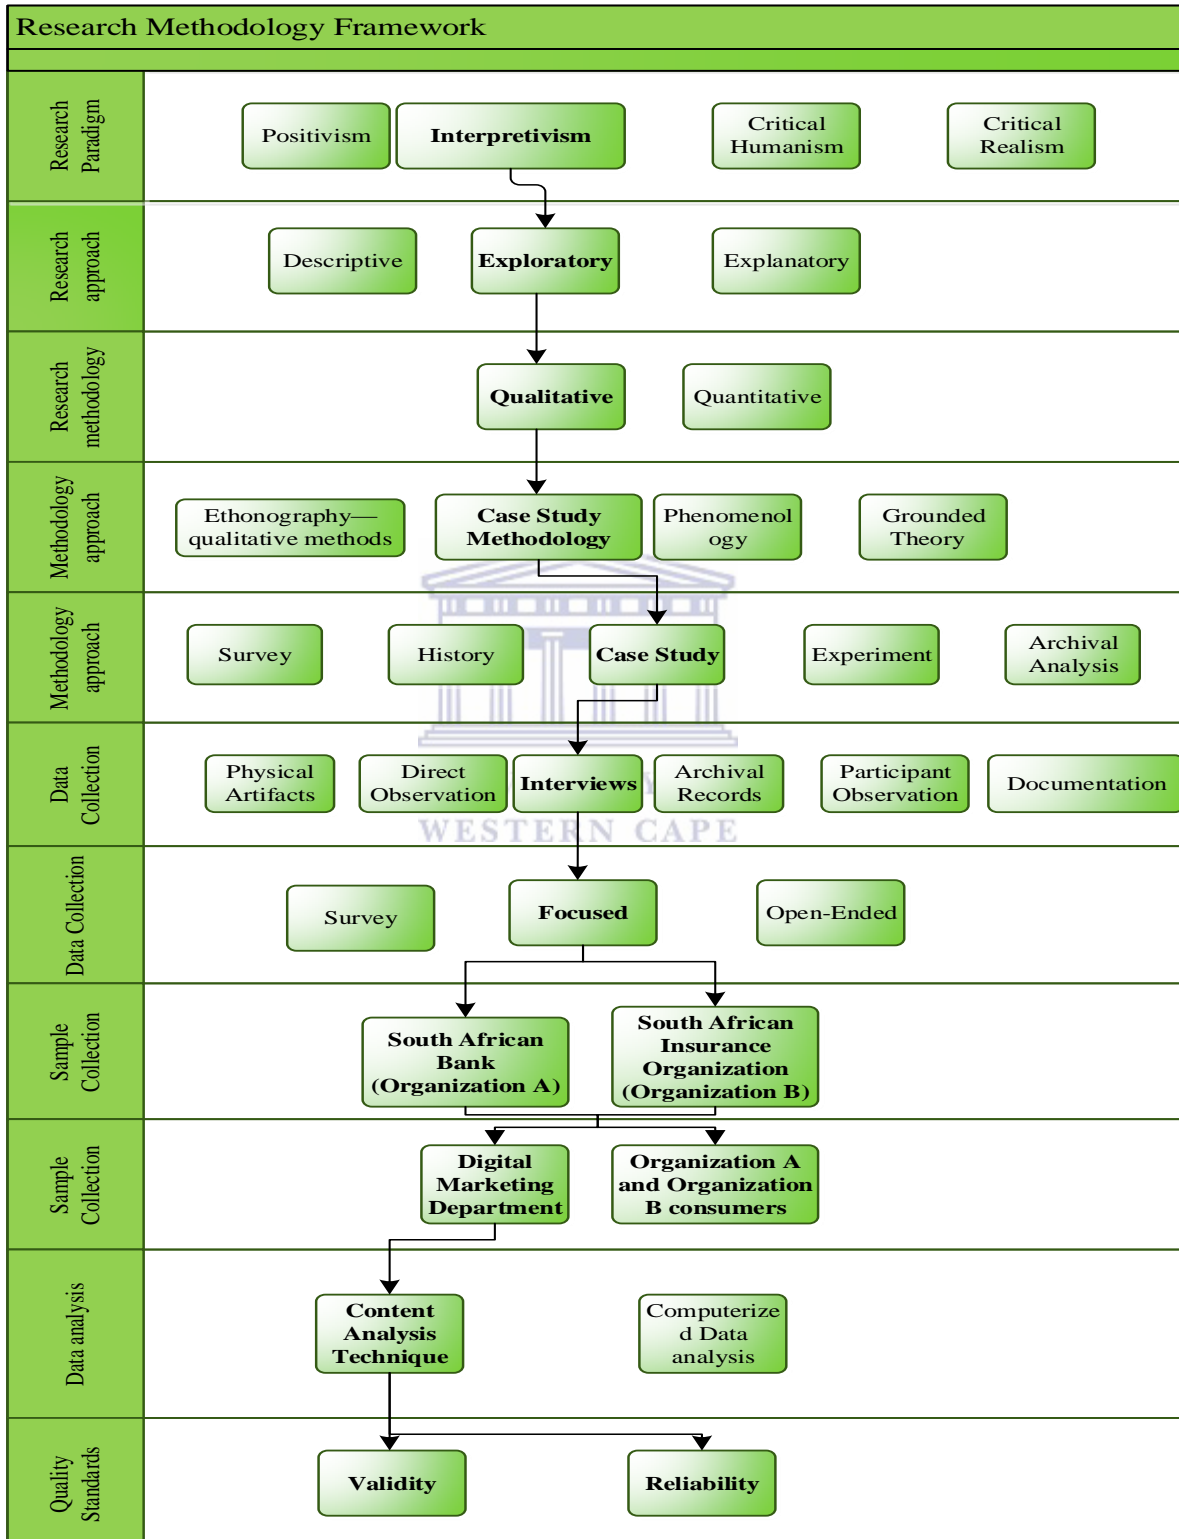 Research Methodology Framework
Research
Paradigm
Positivism
Interpretivism
Critical
Humanism
Critical
Realism
Research
approach
Descriptive
Exploratory
Explanatory
Research
methodology
Qualitative
Quantitative
Methodology
approach
Ethonography—
qualitative methods
Case Study
Methodology
Phenomenol
ogy
Grounded
Theory
Methodology
approach
Survey
History
Case Study
Experiment
Archival
Analysis
Data
Collection
Physical
Artifacts
Direct
Observation
Interviews
Archival
Records
Participant
Observation
Documentation
WESTERN CAPE
Data Collection
Survey
Focused
Open-Ended
Sample
Collection
South African
Bank
(Organization A)
South African
Insurance
Organization
(Organization B)
Sample
Collection
Digital
Marketing
Department
Organization A
and Organization
B consumers
Data analysis
Content
Analysis
Technique
Computerize
d Data
analysis
Quality
Standards
Validity
Reliability